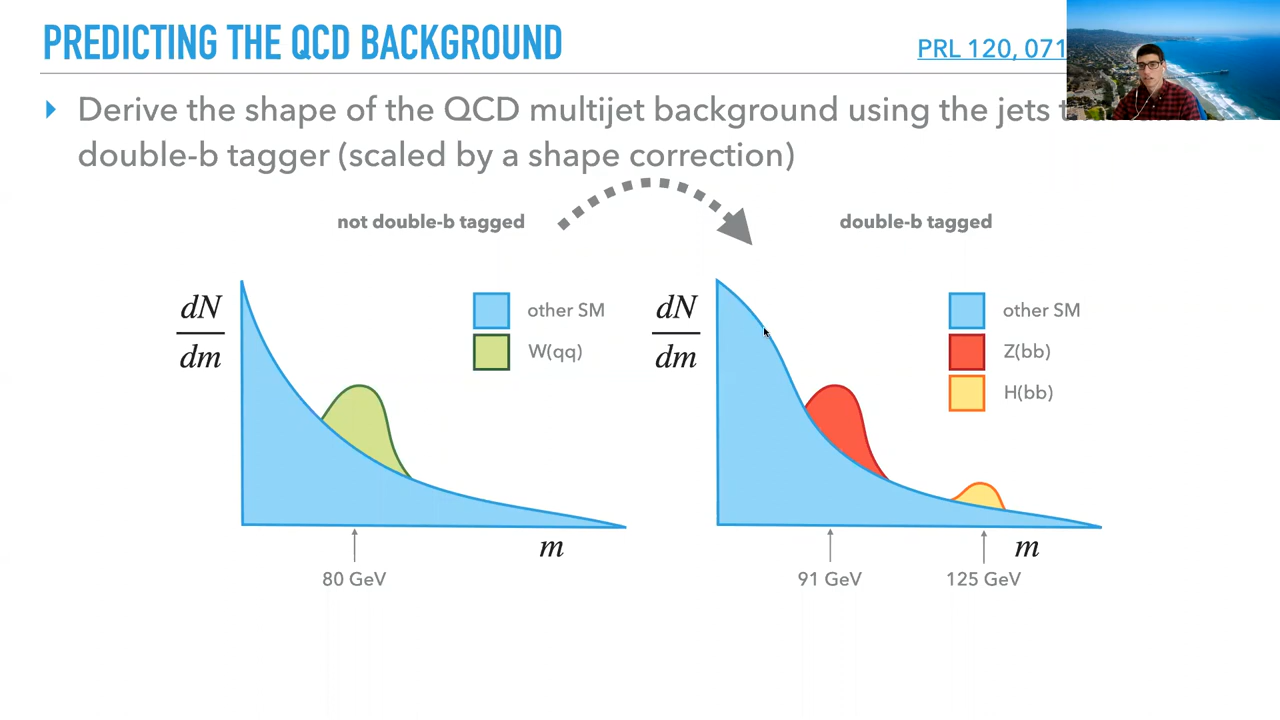 PREDICTING THE QCD BACKGROUND
PRL 120, 071
Derive the shape of the QCD multijet background using the jets
double-b tagger (scaled by a shape correction)
not double-b tagged
double-b tagged
dN
dm
other SM
W(qq)
m
80 GeV
dN
dm
other SM
Z(bb)
H(bb)
m
91 GeV
125 GeV